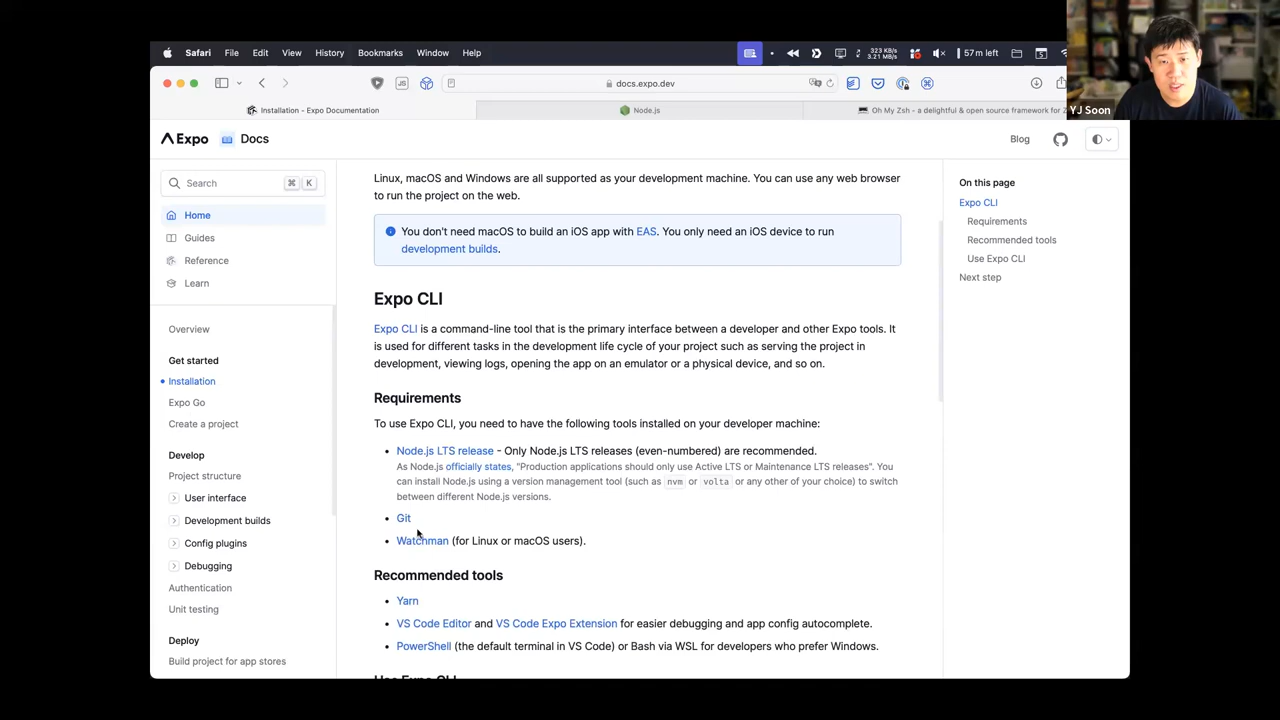 Safari File Edit View History Bookmarks Window Help
323 KB/s
3.21 MB/s
57 m left
docs.expo.dev
Installation – Expo Documentation
Node.js
Oh My Zsh - a delightful & open source framework for Z
YJ Soon
Expo Docs
Blog
Search ⌘ K
Home
Guides
Reference
Learn
Overview
Get started
Installation
Expo Go
Create a project
Develop
Project structure
User interface
Development builds
Config plugins
Debugging
Authentication
Unit testing
Deploy
Build project for app stores
Linux, macOS and Windows are all supported as your development machine. You can use any web browser
to run the project on the web.
You don't need macOS to build an iOS app with EAS. You only need an iOS device to run
development builds.
Expo CLI
Expo CLI is a command-line tool that is the primary interface between a developer and other Expo tools. It
is used for different tasks in the development life cycle of your project such as serving the project in
development, viewing logs, opening the app on an emulator or a physical device, and so on.
Requirements
To use Expo CLI, you need to have the following tools installed on your developer machine:
• Node.js LTS release - Only Node.js LTS releases (even-numbered) are recommended.
As Node.js officially states, "Production applications should only use Active LTS or Maintenance LTS releases". You
can install Node.js using a version management tool (such as nvm or volta or any other of your choice) to switch
between different Node.js versions.
• Git
• Watchman (for Linux or macOS users).
Recommended tools
• Yarn
• VS Code Editor and VS Code Expo Extension for easier debugging and app config autocomplete.
• PowerShell (the default terminal in VS Code) or Bash via WSL for developers who prefer Windows.
Use Expo CLI
On this page
Expo CLI
Requirements
Recommended tools
Use Expo CLI
Next step